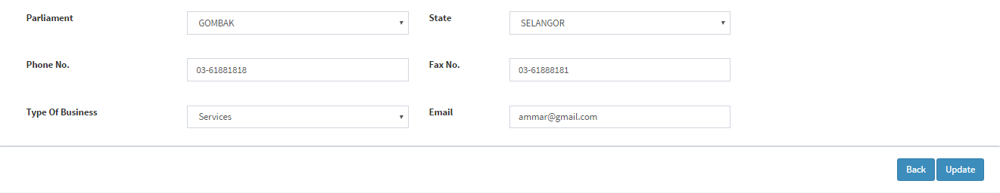 Parliament GOMBAK State SELANGOR
Phone No. 03-61881818 Fax No. 03-61888181
Type Of Business Services Email ammar@gmail.com
Back Update